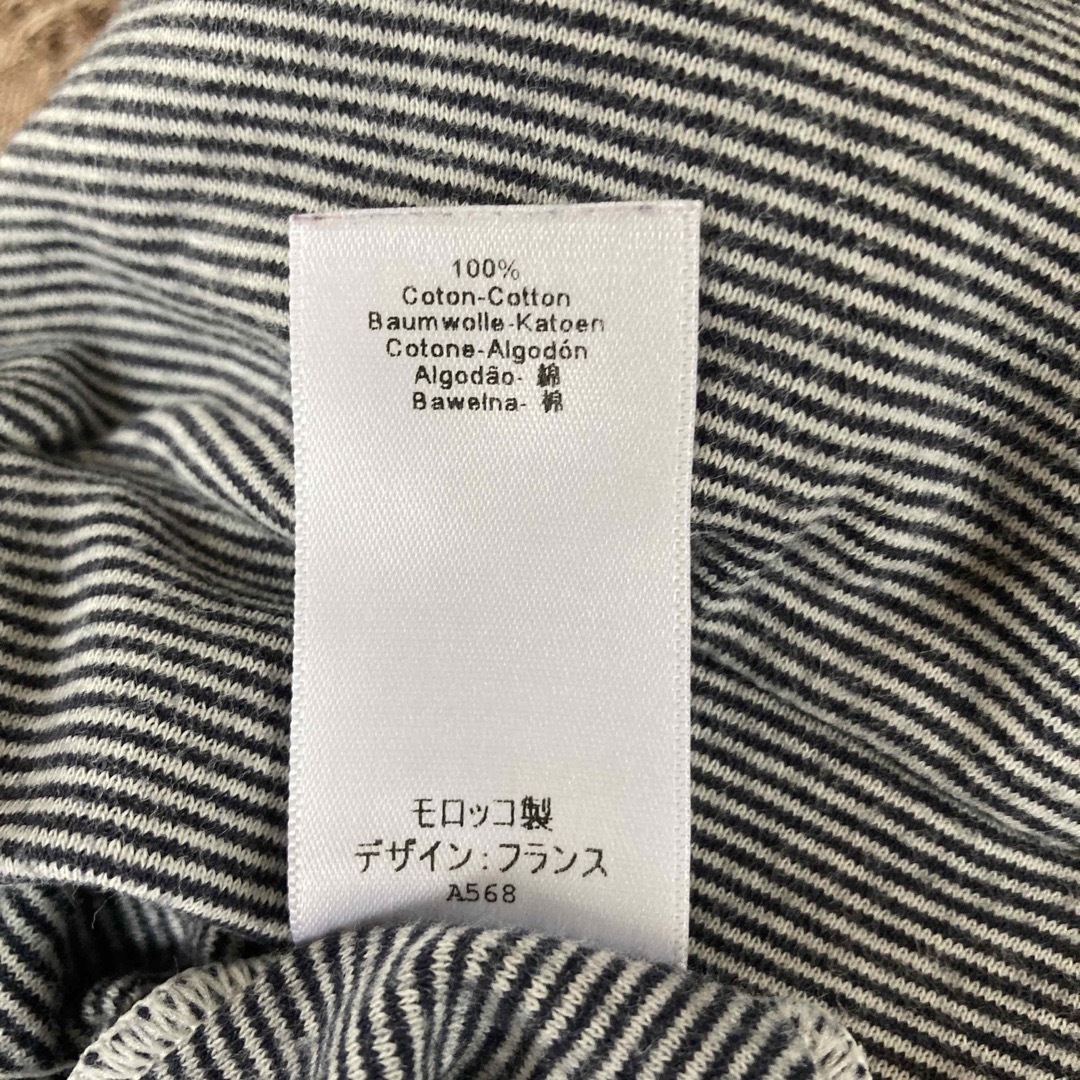 100%
Coton-Cotton
Baumwolle-Katoen
Cotone-Algodón
Algodão- 綿
Bawełna- 棉
モロッコ製
デザイン:フランス
A568